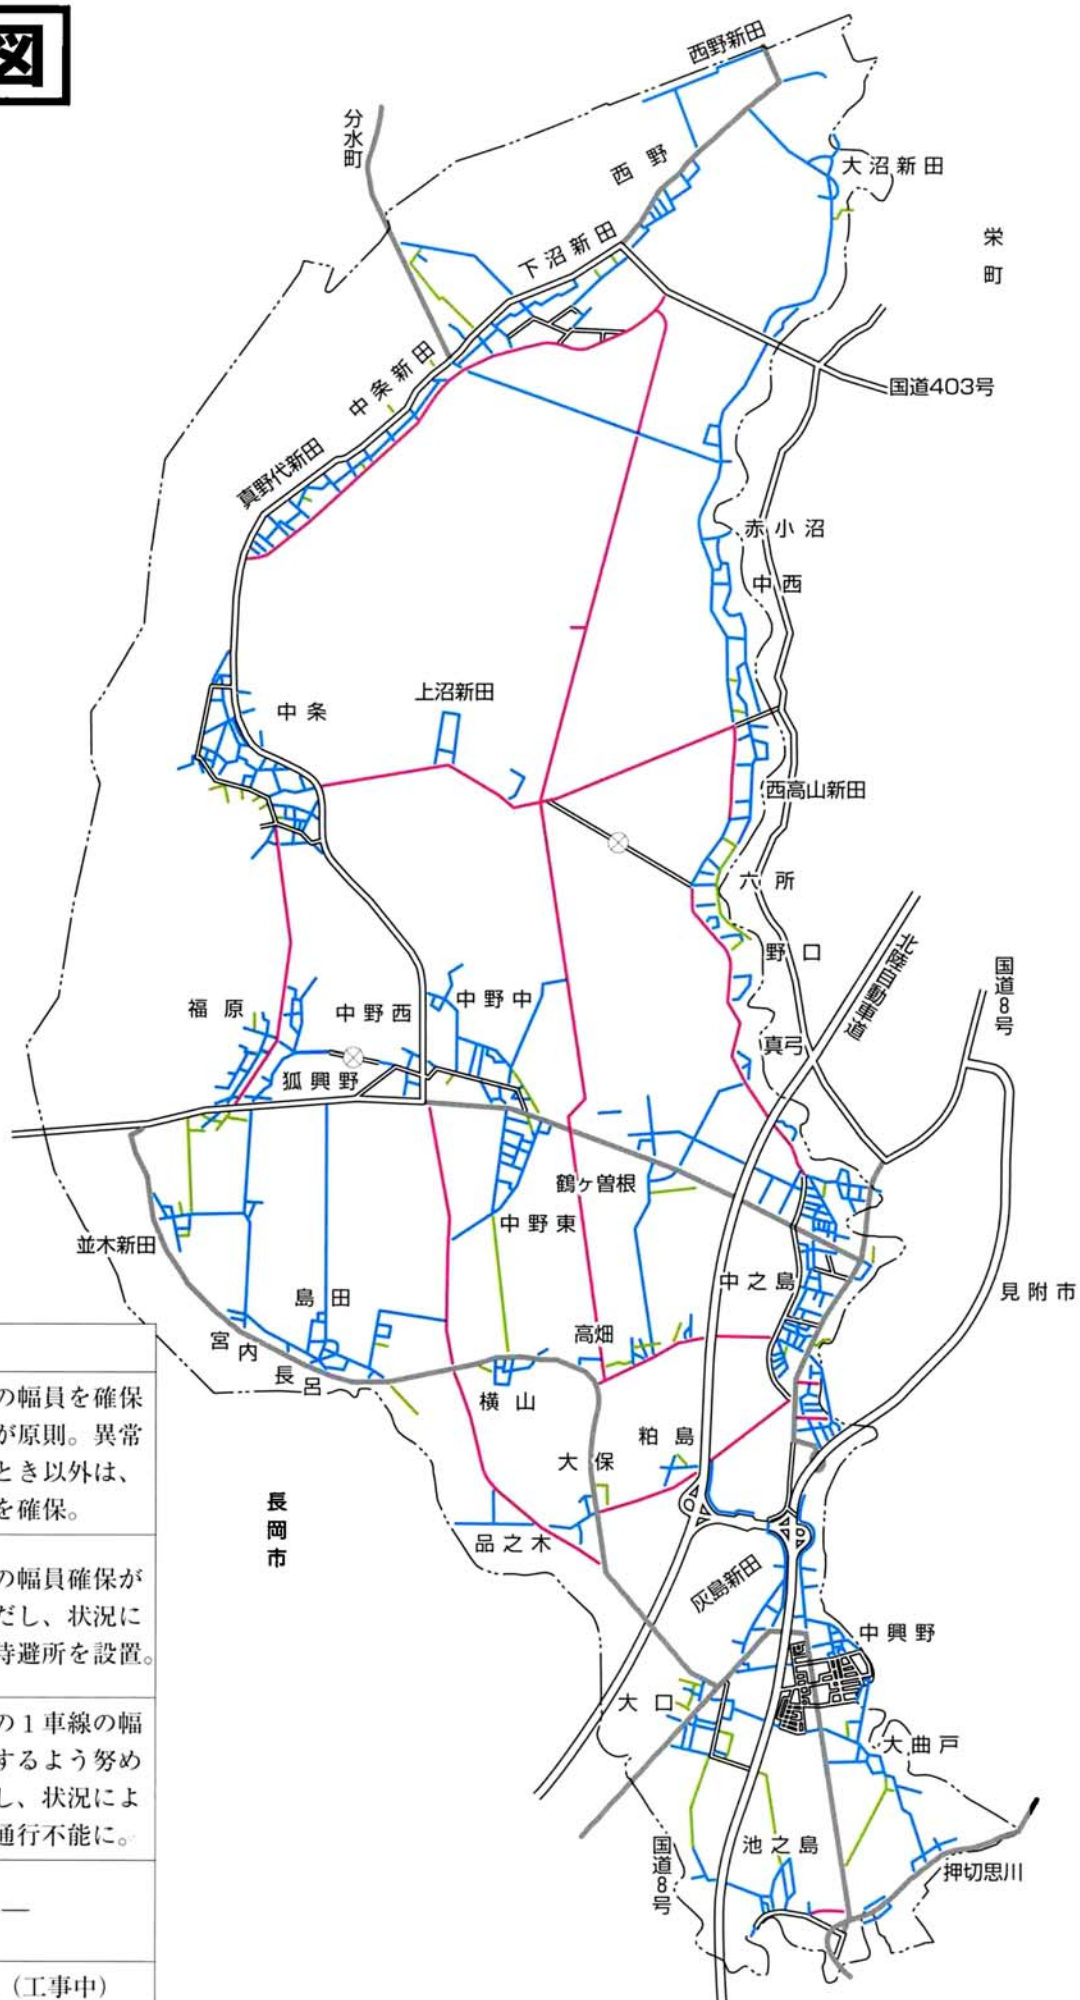 図
西野新田
分水町
西野
大沼新田
栄町
下沼新田
中条新田
国道403号
真野代新田
赤小沼
中西
上沼新田
中条
西高山新田
六所
野口
北陸自動車道
国道8号
福原
中野西
中野中
真弓
狐興野
鶴ヶ曽根
中野東
並木新田
中之島
見附市
島田
宮内
高畑
長呂
横山
粕島
大保
長岡市
品之木
灰島新田
中興野
大口
大曲戸
池之島
国道8号
押切思川
の幅員を確保
が原則。異常
とき以外は、
を確保。
の幅員確保が
だし、状況に
待避所を設置。
の1車線の幅
するよう努め
し、状況によ
通行不能に。
—
（工事中）